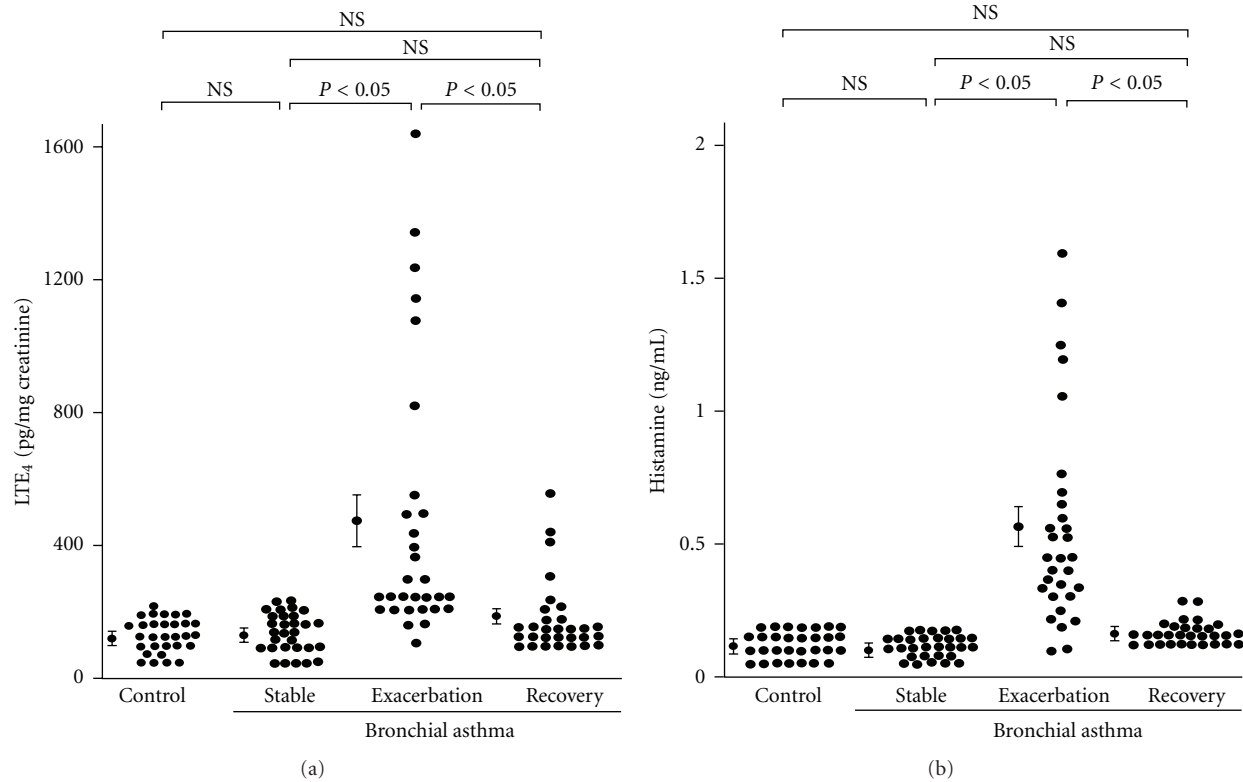 NS
NS
NS
P < 0.05
P < 0.05
1600
1200
800
400
0
LTE₄ (pg/mg creatinine)
Control
Stable
Exacerbation
Recovery
Bronchial asthma
(a)
NS
NS
NS
P < 0.05
P < 0.05
2
1.5
1
0.5
0
Histamine (ng/mL)
Control
Stable
Exacerbation
Recovery
Bronchial asthma
(b)